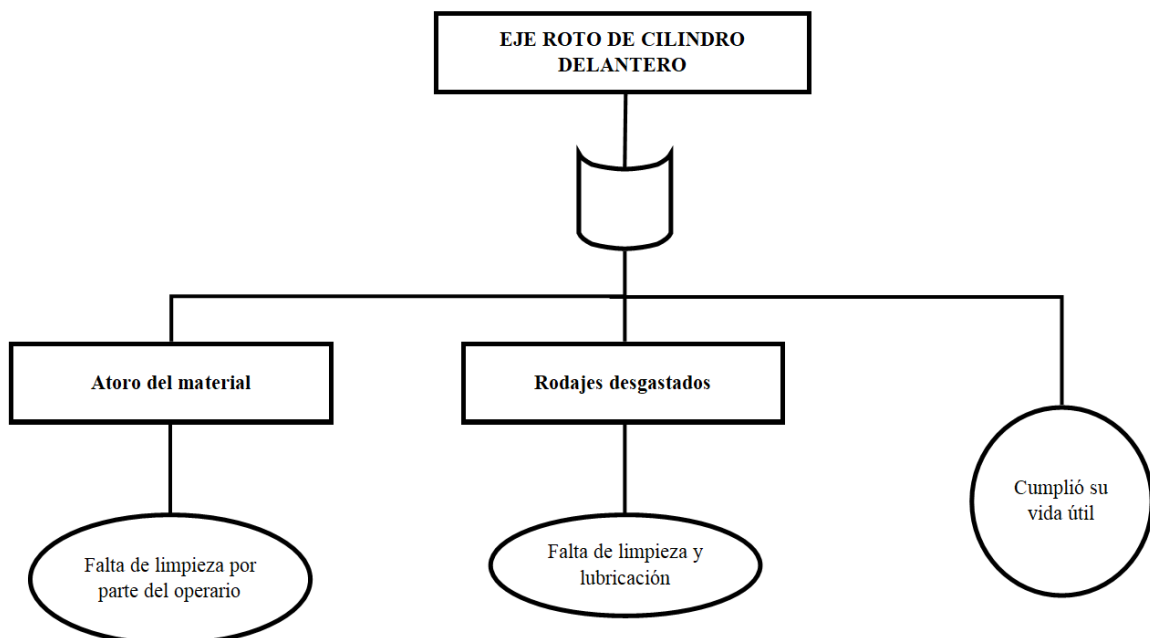 EJE ROTO DE CILINDRO
DELANTERO
Atoro del material
Rodajes desgastados
Cumplió su
vida útil
Falta de limpieza por
parte del operario
Falta de limpieza y
lubricación